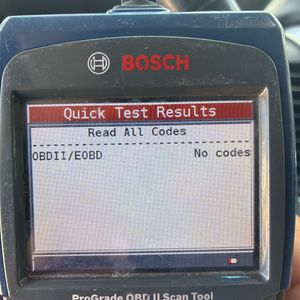 BOSCH
Quick Test Results
Read All Codes
OBDII/EOBD No codes
ProGrade OBD II Scan Tool